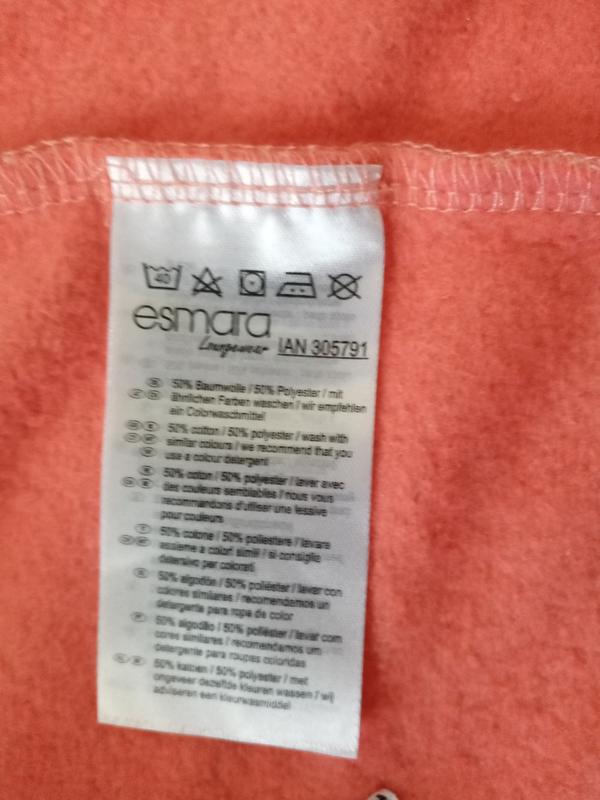 40
esmara
Loungewear IAN 305791
50% Baumwolle / 50% Polyester / mit
ähnlichen Farben waschen / wir empfehlen
ein Colorwaschmittel
50% cotton / 50% polyester / wash with
similar colours / we recommend that you
use a colour detergent
50% coton / 50% polyester / laver avec
des couleurs semblables / nous vous
recommandons d'utiliser une lessive
pour couleurs
50% cotone / 50% poliestere / lavare
assieme a colori simili / si consiglia
detersivo per colorati
50% algodón / 50% poliéster / lavar con
colores similares / recomendamos un
detergente para ropa de color
50% algodão / 50% poliéster / lavar com
cores similares / recomendamos um
detergente para roupas coloridas
50% katoen / 50% polyester / met
ongeveer dezelfde kleuren wassen / wij
adviseren een kleurwasmiddel